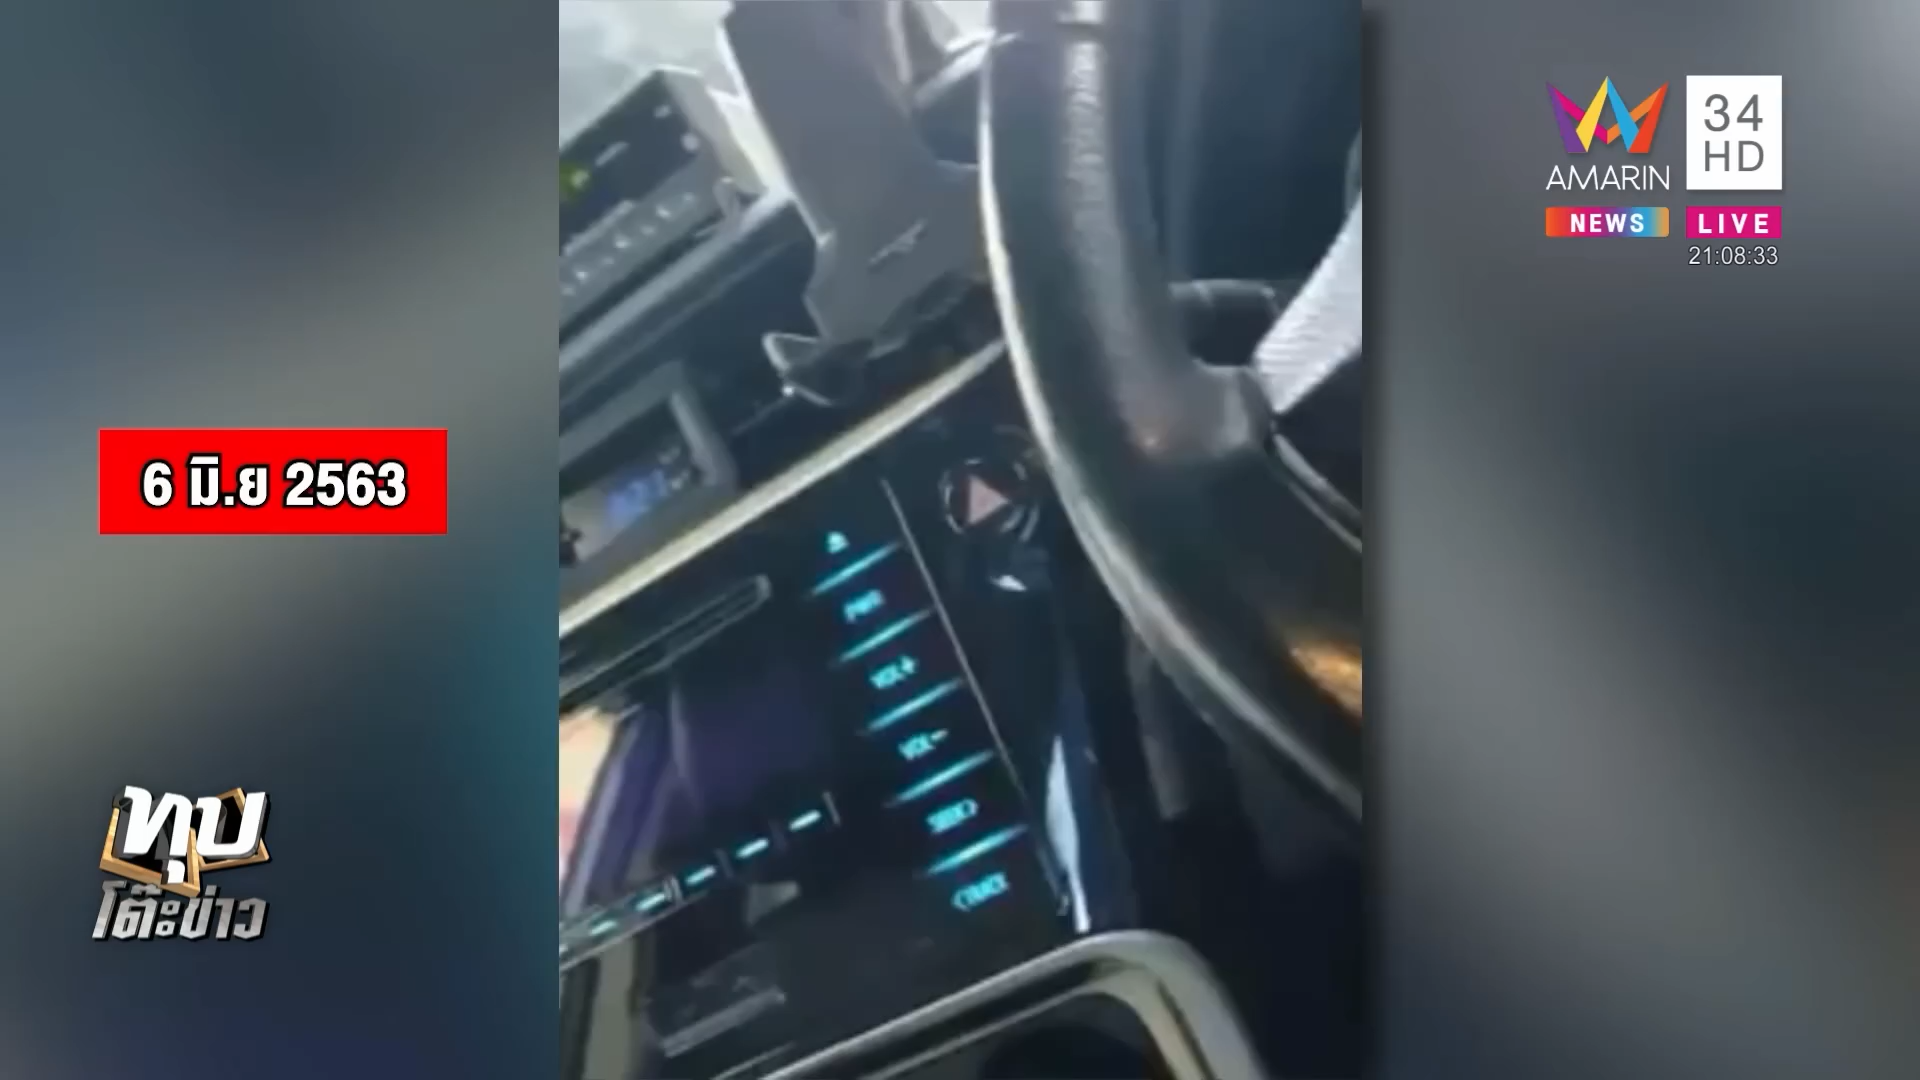 AMARIN
34
HD
NEWS
LIVE
21:08:33
6 มิ.ย 2563
ทุบ
โต๊ะข่าว
PWR
VOL+
VOL-
SEEK>
<TRACK